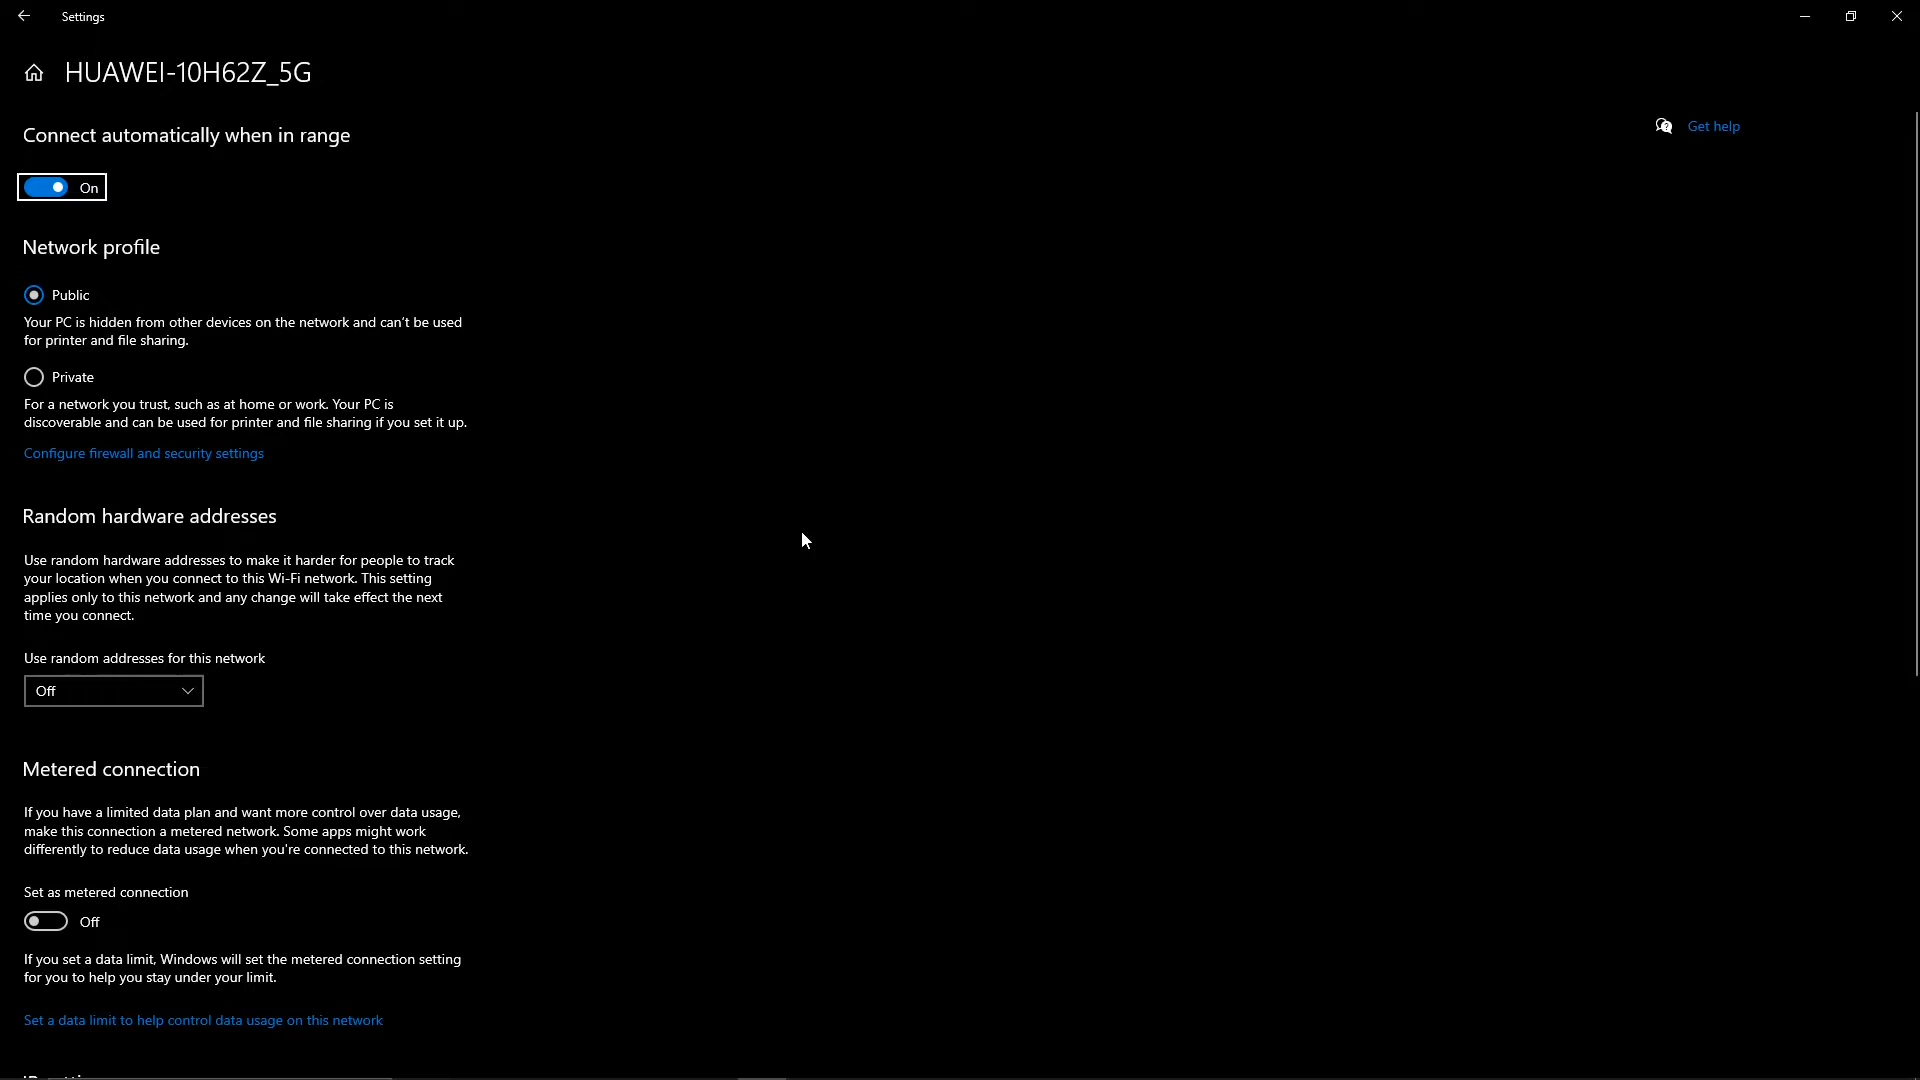 Settings
HUAWEI-10H62Z_5G
Connect automatically when in range
Get help
On
Network profile
Public
Your PC is hidden from other devices on the network and can't be used
for printer and file sharing.
Private
For a network you trust, such as at home or work. Your PC is
discoverable and can be used for printer and file sharing if you set it up.
Configure firewall and security settings
Random hardware addresses
Use random hardware addresses to make it harder for people to track
your location when you connect to this Wi-Fi network. This setting
applies only to this network and any change will take effect the next
time you connect.
Use random addresses for this network
Off
Metered connection
If you have a limited data plan and want more control over data usage,
make this connection a metered network. Some apps might work
differently to reduce data usage when you're connected to this network.
Set as metered connection
Off
If you set a data limit, Windows will set the metered connection setting
for you to help you stay under your limit.
Set a data limit to help control data usage on this network